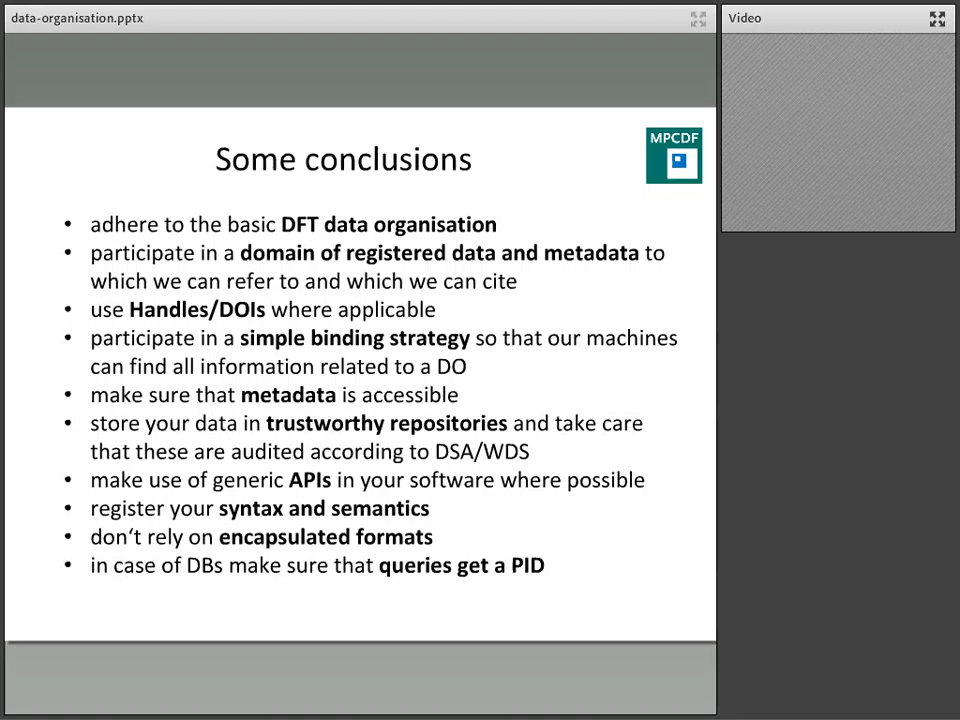 data-organisation.pptx
Video
MPCDF
Some conclusions
• adhere to the basic DFT data organisation
• participate in a domain of registered data and metadata to
which we can refer to and which we can cite
• use Handles/DOIs where applicable
• participate in a simple binding strategy so that our machines
can find all information related to a DO
• make sure that metadata is accessible
• store your data in trustworthy repositories and take care
that these are audited according to DSA/WDS
• make use of generic APIs in your software where possible
• register your syntax and semantics
• don‘t rely on encapsulated formats
• in case of DBs make sure that queries get a PID